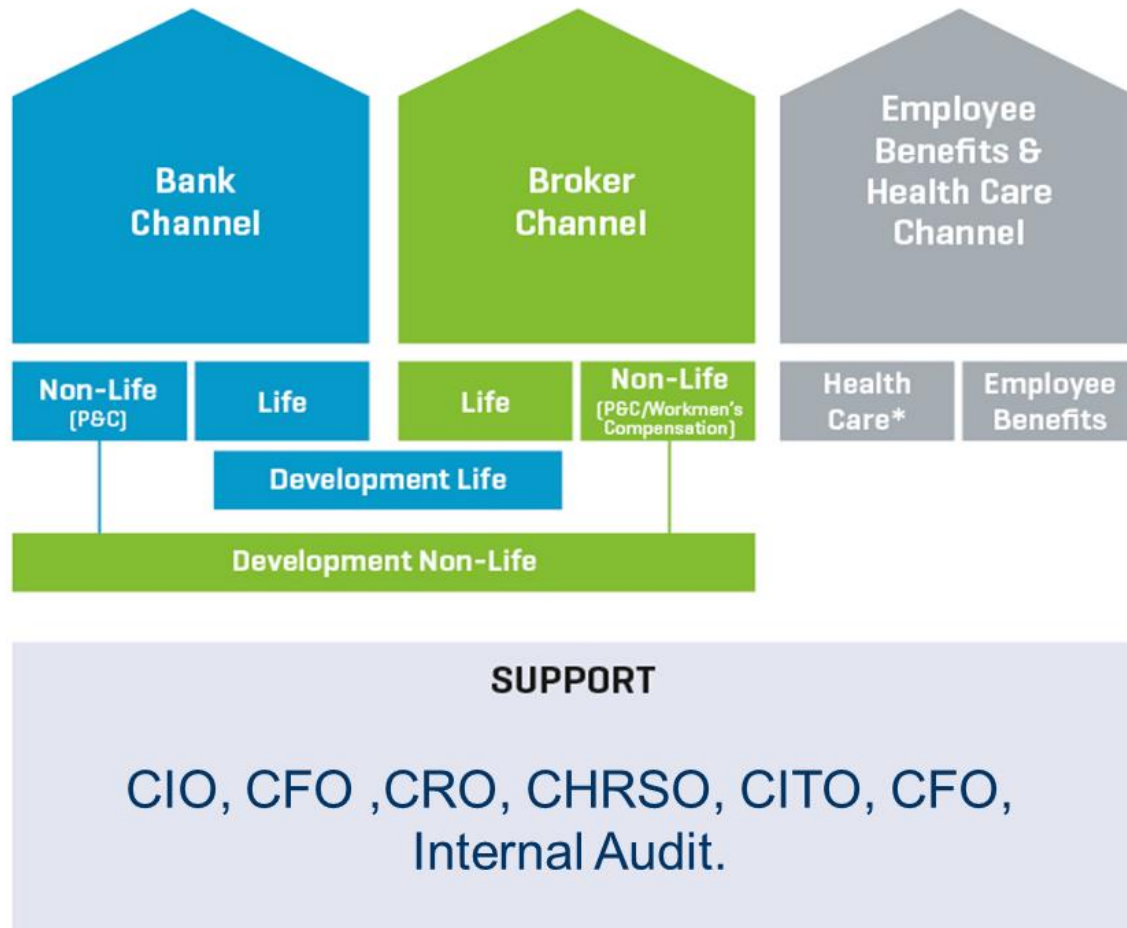 Bank
Channel
Broker
Channel
Employee
Benefits &
Health Care
Channel
Non-Life
(P&C)
Life
Life
Non-Life
(P&C/Workmen's
Compensation)
Health
Care*
Employee
Benefits
Development Life
Development Non-Life
SUPPORT
CIO, CFO ,CRO, CHRSO, CITO, CFO,
Internal Audit.